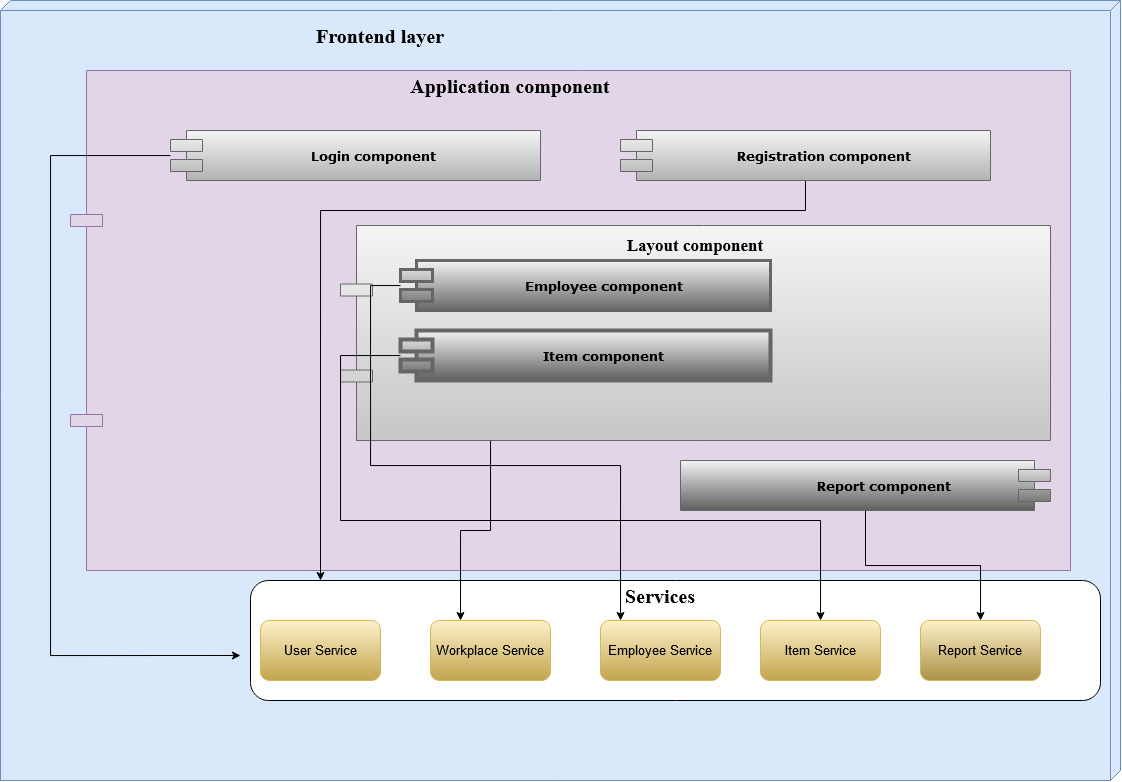 Frontend layer
Application component
Login component
Registration component
Layout component
Employee component
Item component
Report component
Services
User Service
Workplace Service
Employee Service
Item Service
Report Service